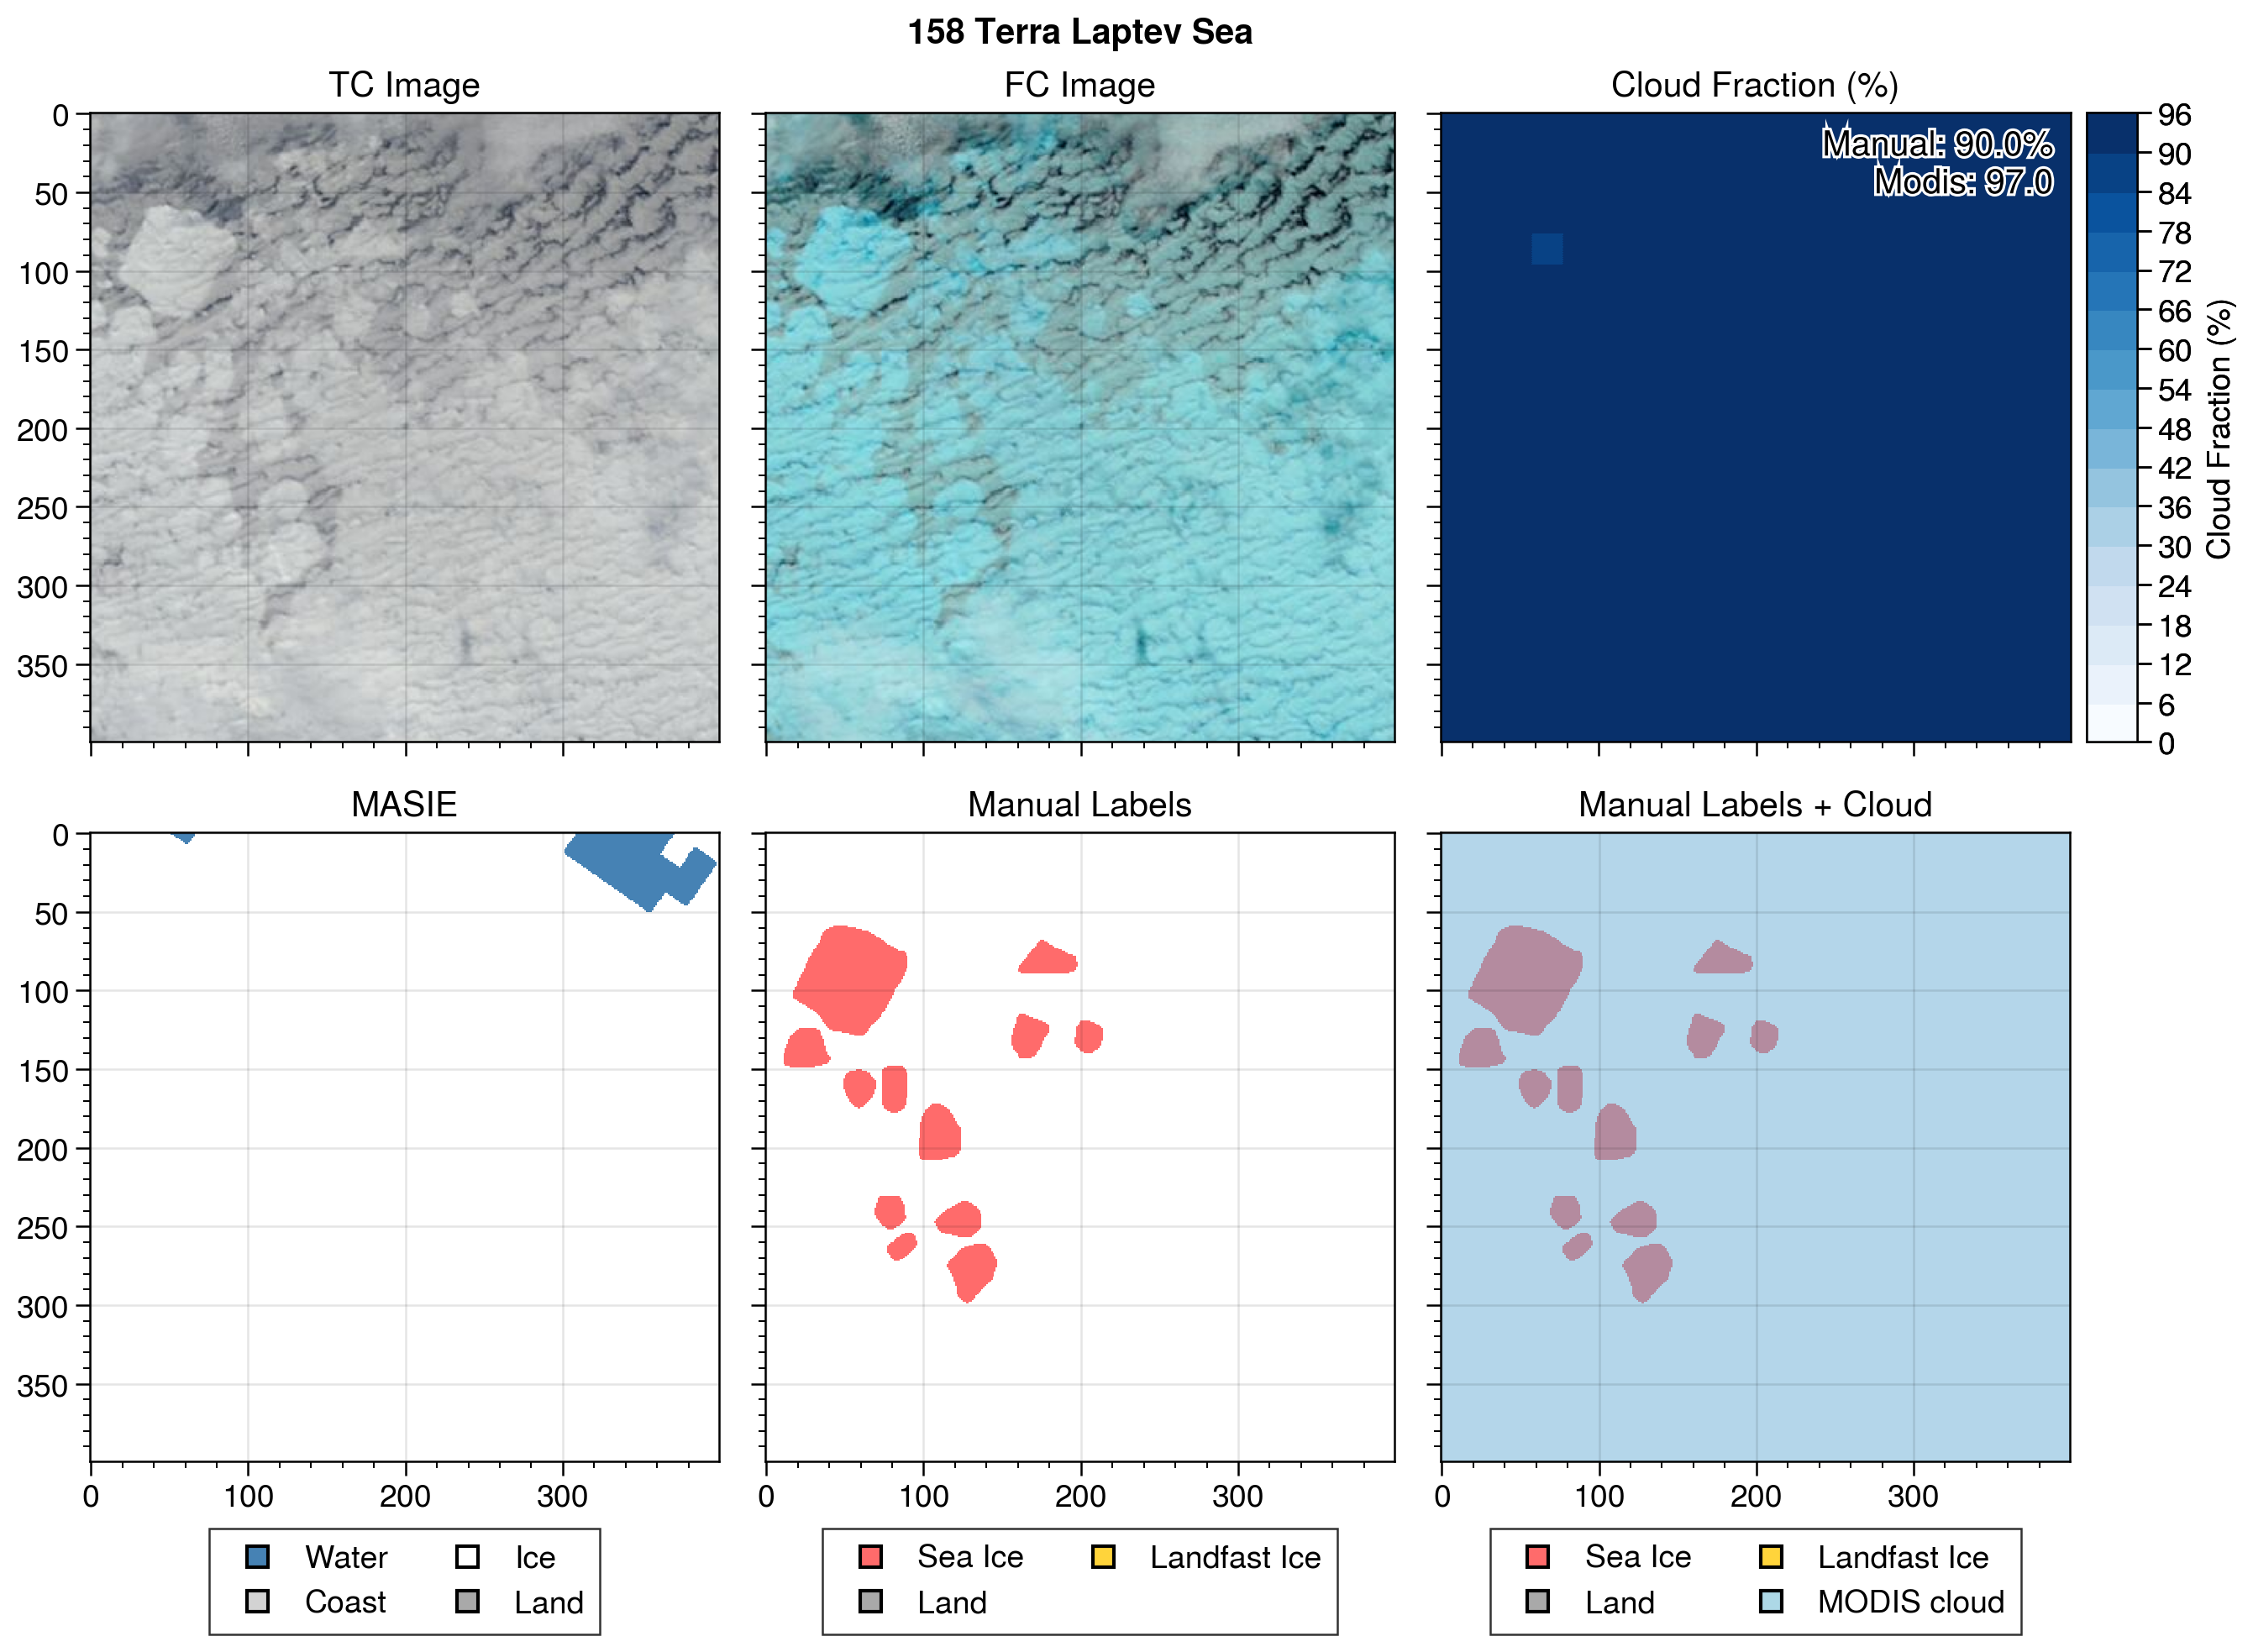 158 Terra Laptev Sea
TC Image
FC Image
Cloud Fraction (%)
0
50
100
150
200
250
300
350
Manual: 90.0%
Modis: 97.0
96
90
84
78
72
66
60
54
48
42
36
30
24
18
12
6
0
Cloud Fraction (%)
MASIE
Manual Labels
Manual Labels + Cloud
0
50
100
150
200
250
300
350
0 100 200 300
0 100 200 300
0 100 200 300
Water Ice
Coast Land
Sea Ice Landfast Ice
Land
Sea Ice Landfast Ice
Land MODIS cloud